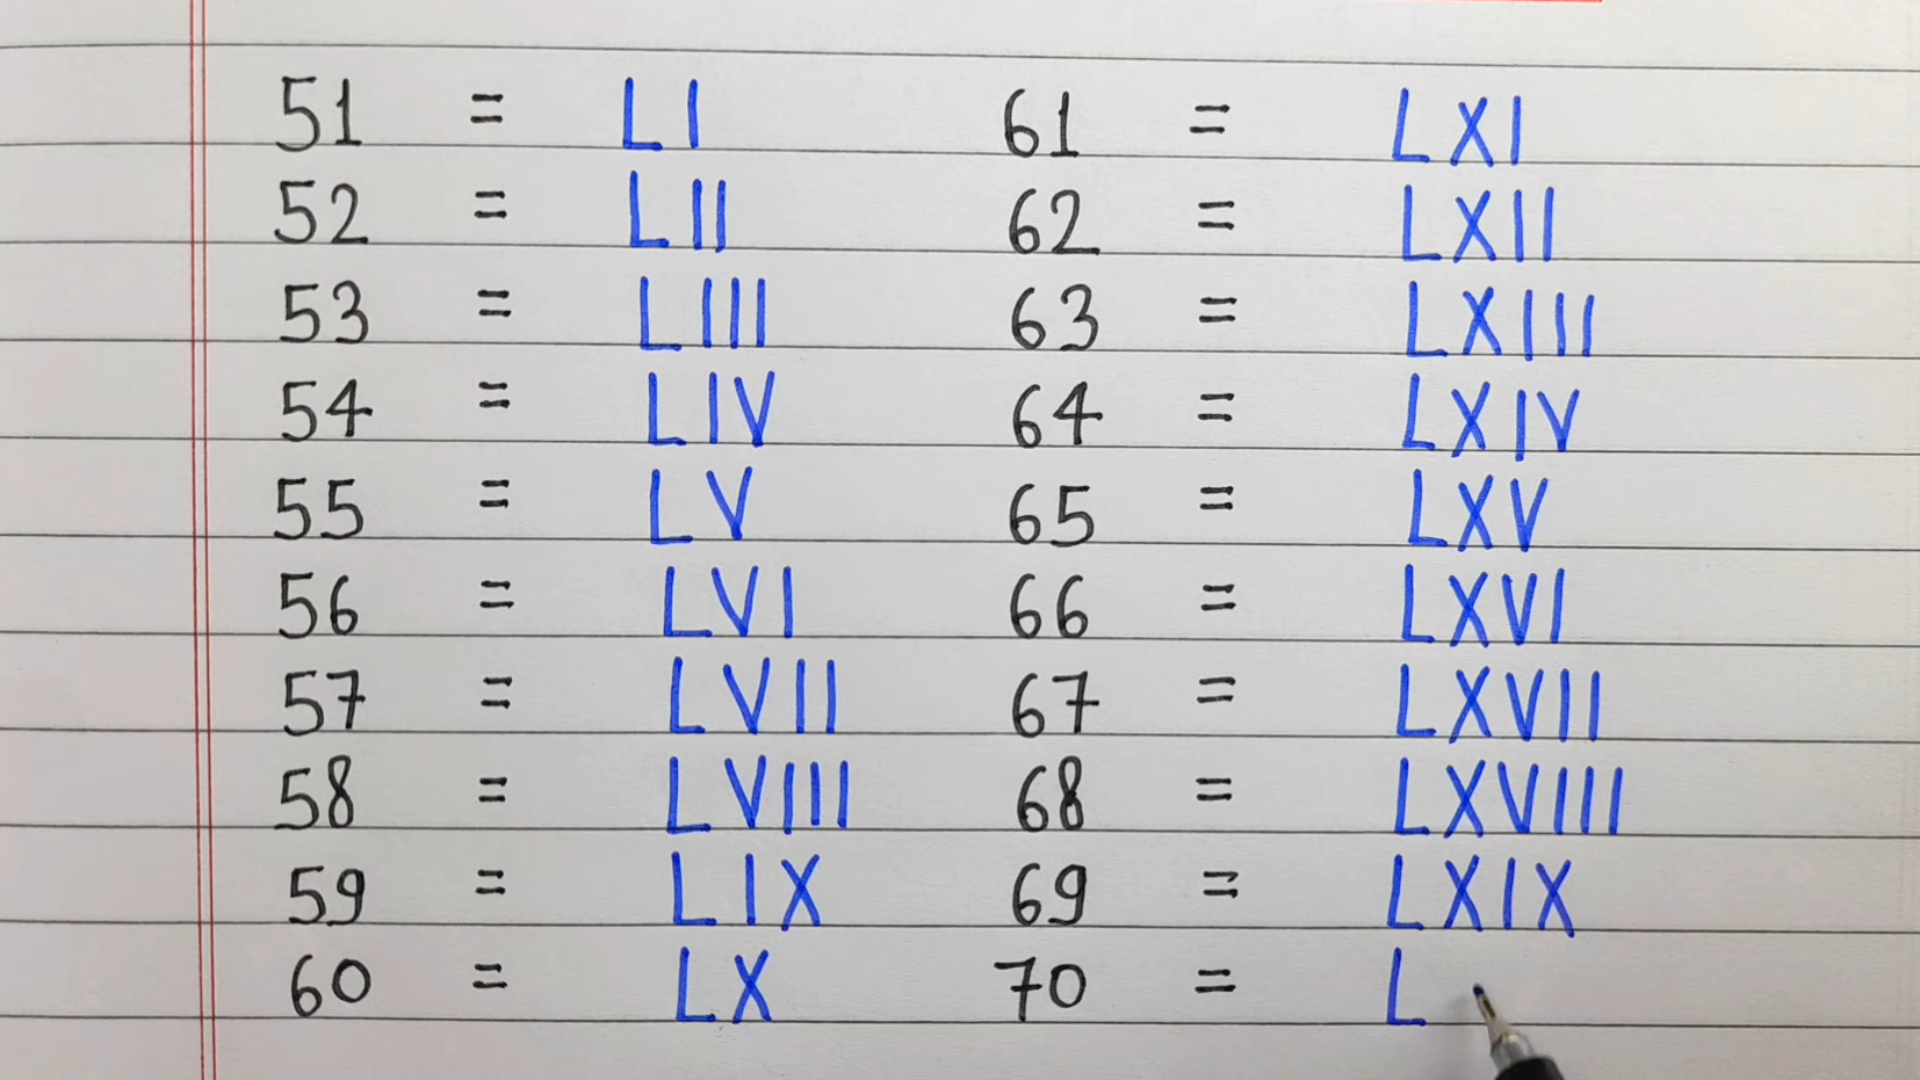 51 = LI 61 = LXI
52 = LII 62 = LXII
53 = LIII 63 = LXIII
54 = LIV 64 = LXIV
55 = LV 65 = LXV
56 = LVI 66 = LXVI
57 = LVII 67 = LXVII
58 = LVIII 68 = LXVIII
59 = LIX 69 = LXIX
60 = LX 70 = L